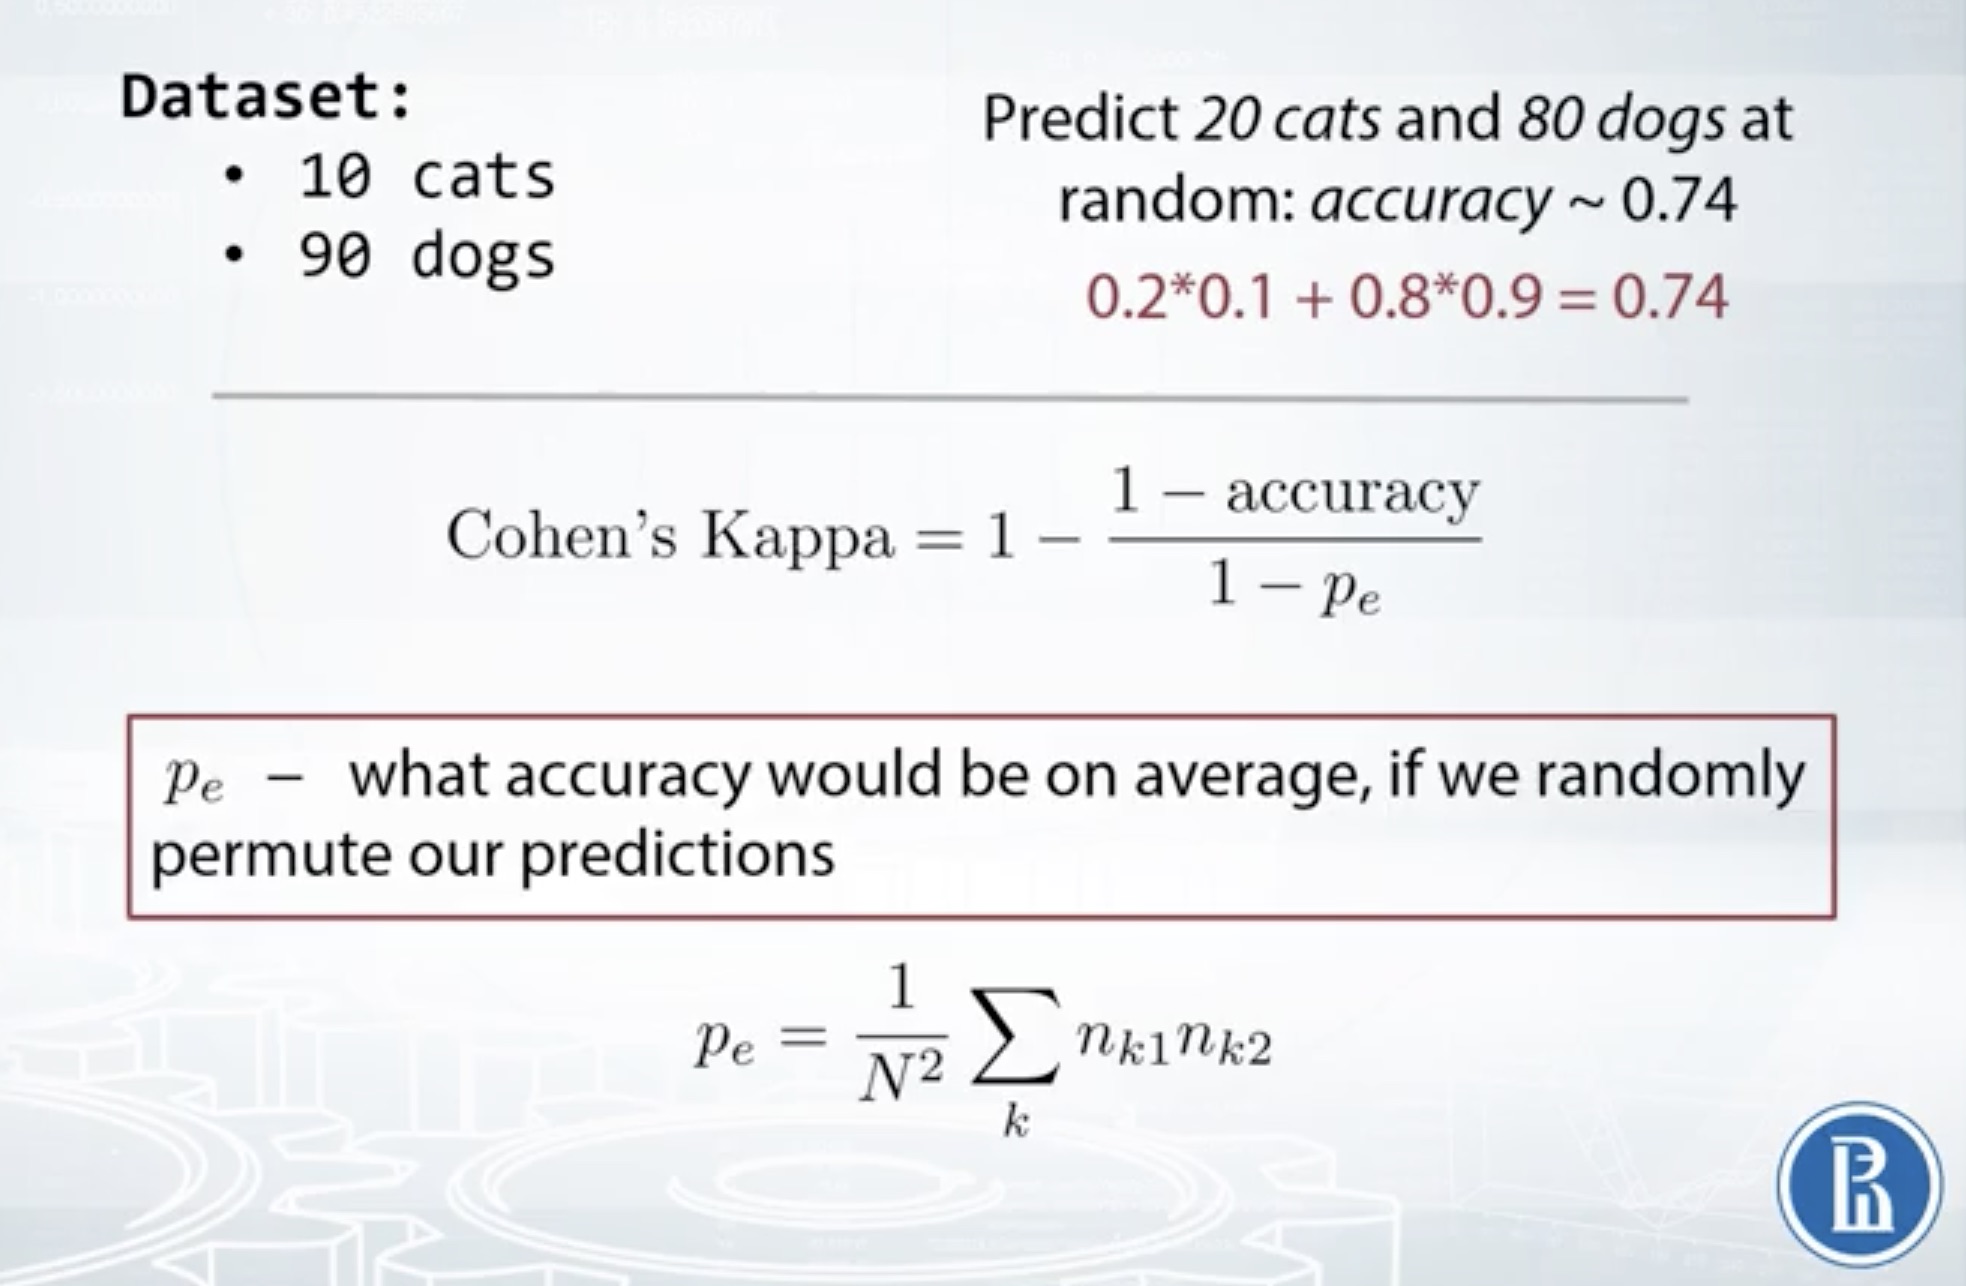 Dataset:
• 10 cats
• 90 dogs
Predict 20 cats and 80 dogs at
random: accuracy ~ 0.74
0.2*0.1 + 0.8*0.9 = 0.74
Cohen's Kappa = 1 − \frac{1 − accuracy}{1 − p_e}
p_e − what accuracy would be on average, if we randomly
permute our predictions
p_e = \frac{1}{N^2} \sum_k n_{k1} n_{k2}